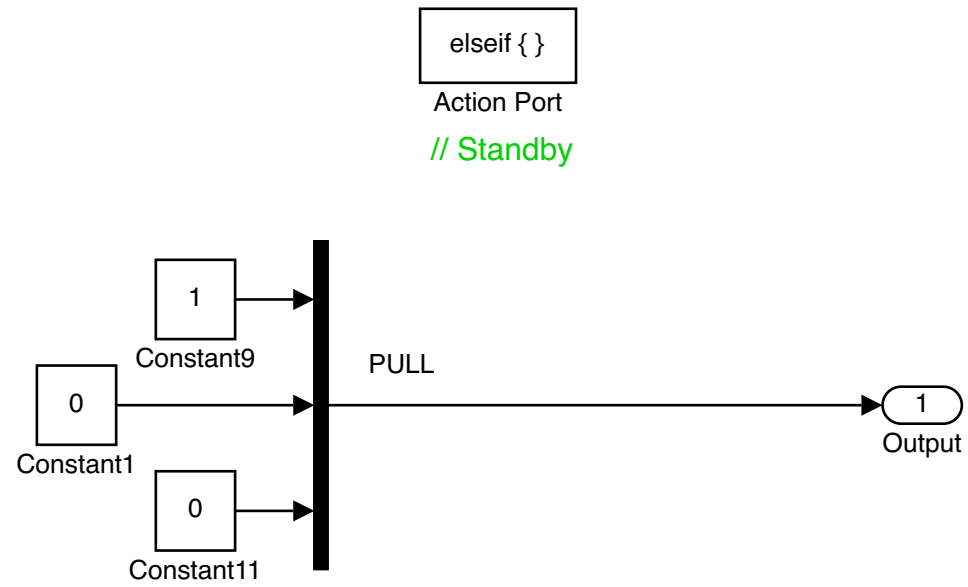 elseif { }
Action Port
// Standby
1
Constant9
PULL
0
Constant1
1
Output
0
Constant11